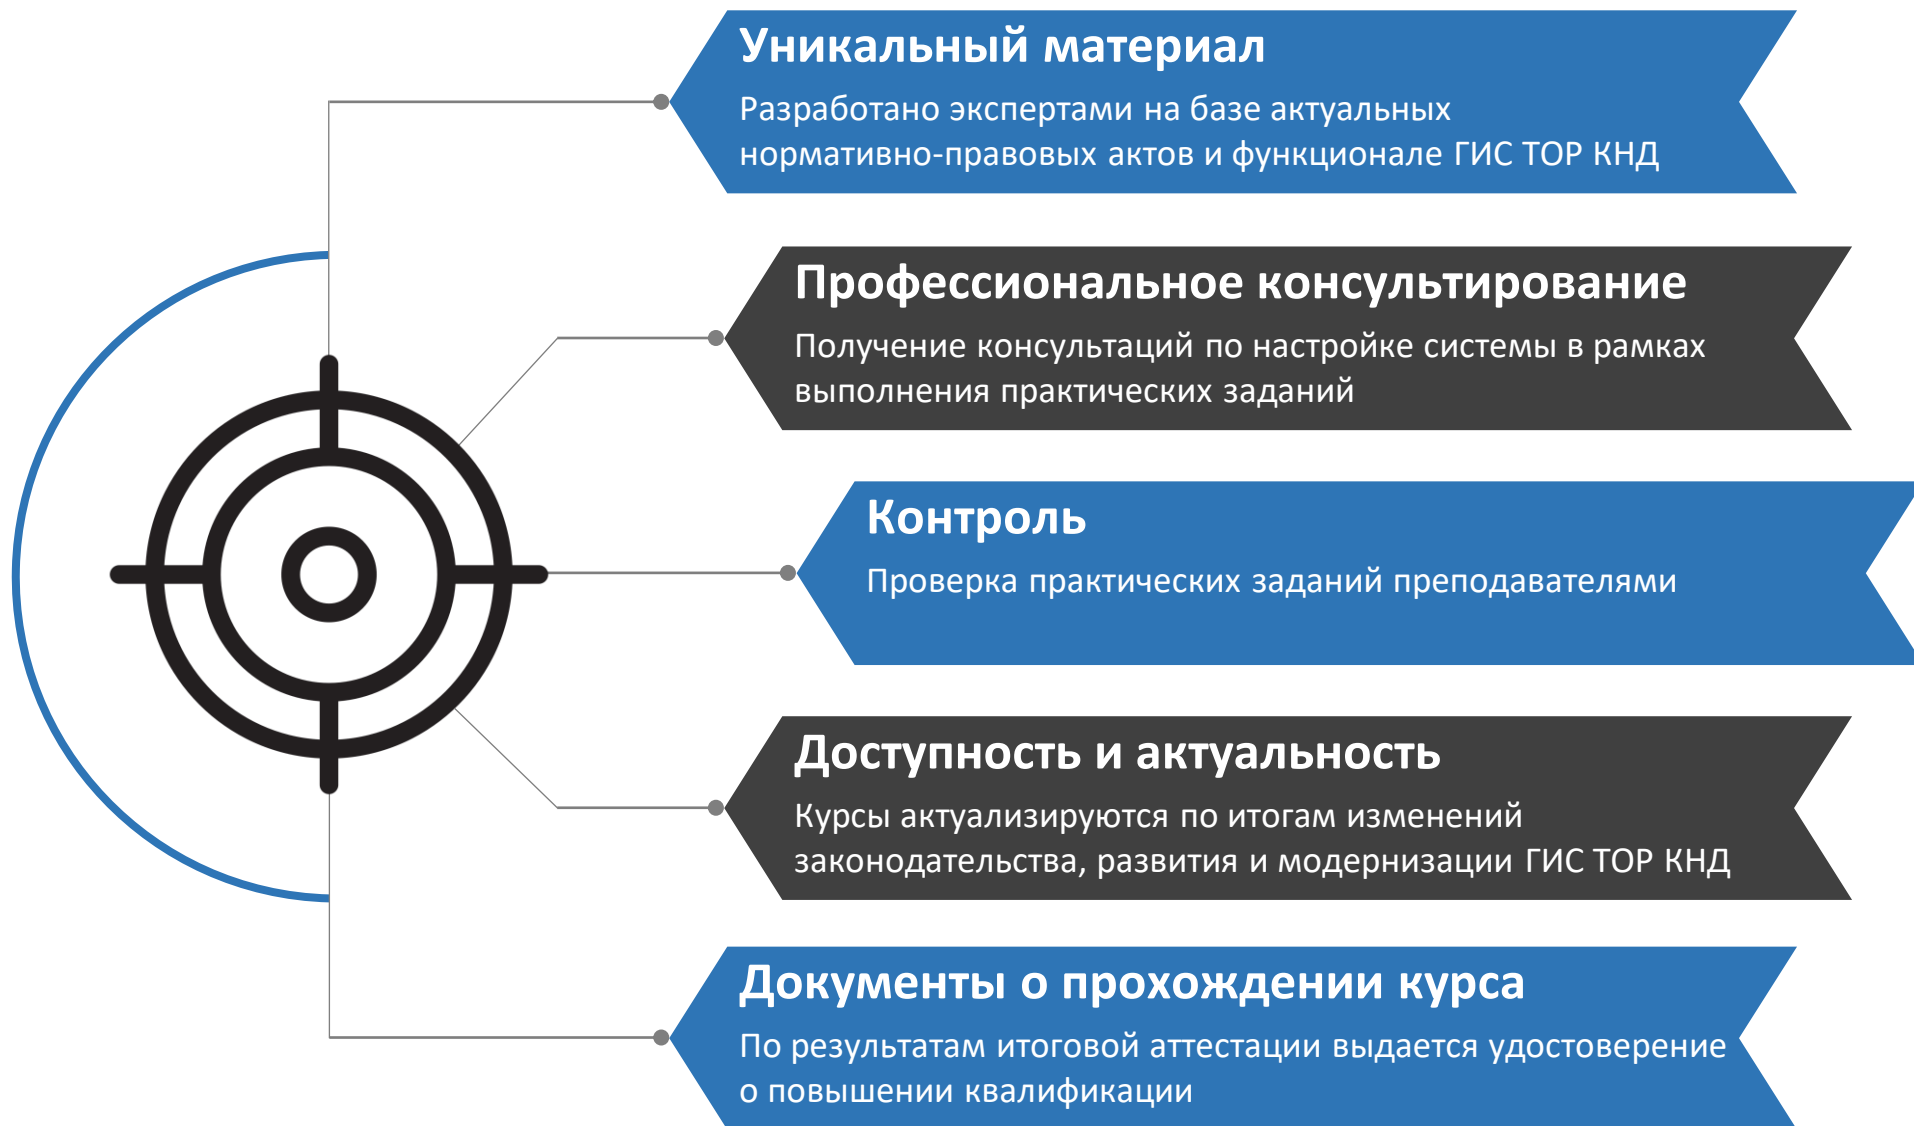 Уникальный материал
Разработано экспертами на базе актуальных
нормативно-правовых актов и функционале ГИС ТОР КНД
Профессиональное консультирование
Получение консультаций по настройке системы в рамках
выполнения практических заданий
Контроль
Проверка практических заданий преподавателями
Доступность и актуальность
Курсы актуализируются по итогам изменений
законодательства, развития и модернизации ГИС ТОР КНД
Документы о прохождении курса
По результатам итоговой аттестации выдается удостоверение
о повышении квалификации